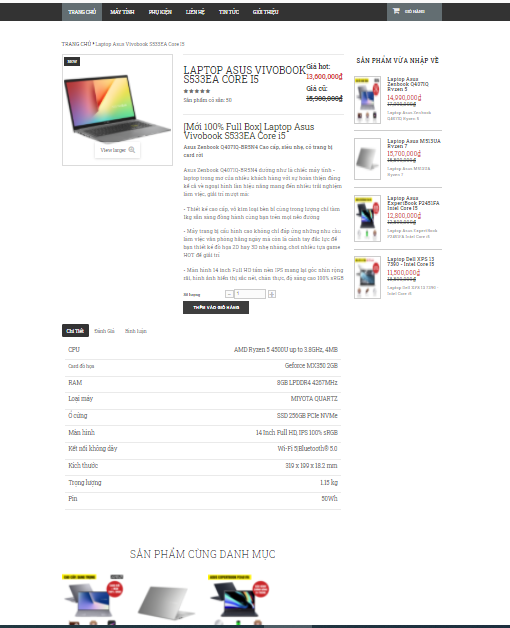 TRANG CHỦ MÁY TÍNH PHỤ KIỆN LIÊN HỆ TIN TỨC GIỚI THIỆU GIỎ HÀNG
TRANG CHỦ * Laptop Asus Vivobook S533EA Core I5
NEW
View larger
LAPTOP ASUS VIVOBOOK S533EA CORE I5
Sản phẩm có sẵn: 50
Giá hot:
13,600,000₫
Giá cũ:
15,900,000₫
[Mới 100% Full Box] Laptop Asus
Vivobook S533EA Core i5
Asus Zenbook Q407IQ-BR5N4 Cao cấp, siêu nhẹ, có trang bị
card rời
Asus Zenbook Q407IQ-BR5N4 dường như là chiếc máy tính -
laptop trong mơ của nhiều khách hàng với sự hoàn thiện đáng
kể cả về ngoại hình lẫn hiệu năng mang đến nhiều trải nghiệm
làm việc, giải trí mượt mà:
- Thiết kế cao cấp, vỏ kim loại bền bỉ cùng trọng lượng chỉ tầm
1kg sẵn sàng đồng hành cùng bạn trên mọi nẻo đường
- Máy trang bị cấu hình cao không chỉ đáp ứng những nhu cầu
làm việc văn phòng hằng ngày mà còn là cánh tay đắc lực để
bạn thiết kế đồ họa 2D hay 3D nhẹ nhàng, chơi nhiều tựa game
HOT để giải trí
- Màn hình 14 inch Full HD tấm nền IPS mang lại góc nhìn rộng
rãi, hình ảnh hiển thị sắc nét, chân thực, độ sáng cao 100% sRGB
Số lượng - 1 +
THÊM VÀO GIỎ HÀNG
SẢN PHẨM VỪA NHẬP VỀ
Laptop Asus
Zenbook Q407IQ
Ryzen 5
14,990,000₫
17,990,000₫
Laptop Asus Zenbook
Q407IQ Ryzen 5
Laptop Asus M513UA
Ryzen 7
15,700,000₫
Laptop Asus M513UA
Ryzen 7
Laptop Asus
ExpertBook P2451FA
Intel Core I5
12,800,000₫
Laptop Asus ExpertBook
P2451FA Intel Core I5
Laptop Dell XPS 13
7390 - Intel Core I5
11,500,000₫
Laptop Dell XPS 13 7390 -
Intel Core I5
Chi Tiết Đánh Giá Bình luận
CPU AMD Ryzen 5 4500U up to 3.8GHz, 4MB
Card đồ họa Geforce MX350 2GB
RAM 8GB LPDDR4 4267MHz
Loại máy MIYOTA QUARTZ
Ổ cứng SSD 256GB PCIe NVMe
Màn hình 14 Inch Full HD, IPS 100% sRGB
Kết nối không dây Wi-Fi 5|Bluetooth® 5.0
Kích thước 319 x 199 x 18.2 mm
Trọng lượng 1.15 kg
Pin 50Wh
SẢN PHẨM CÙNG DANH MỤC